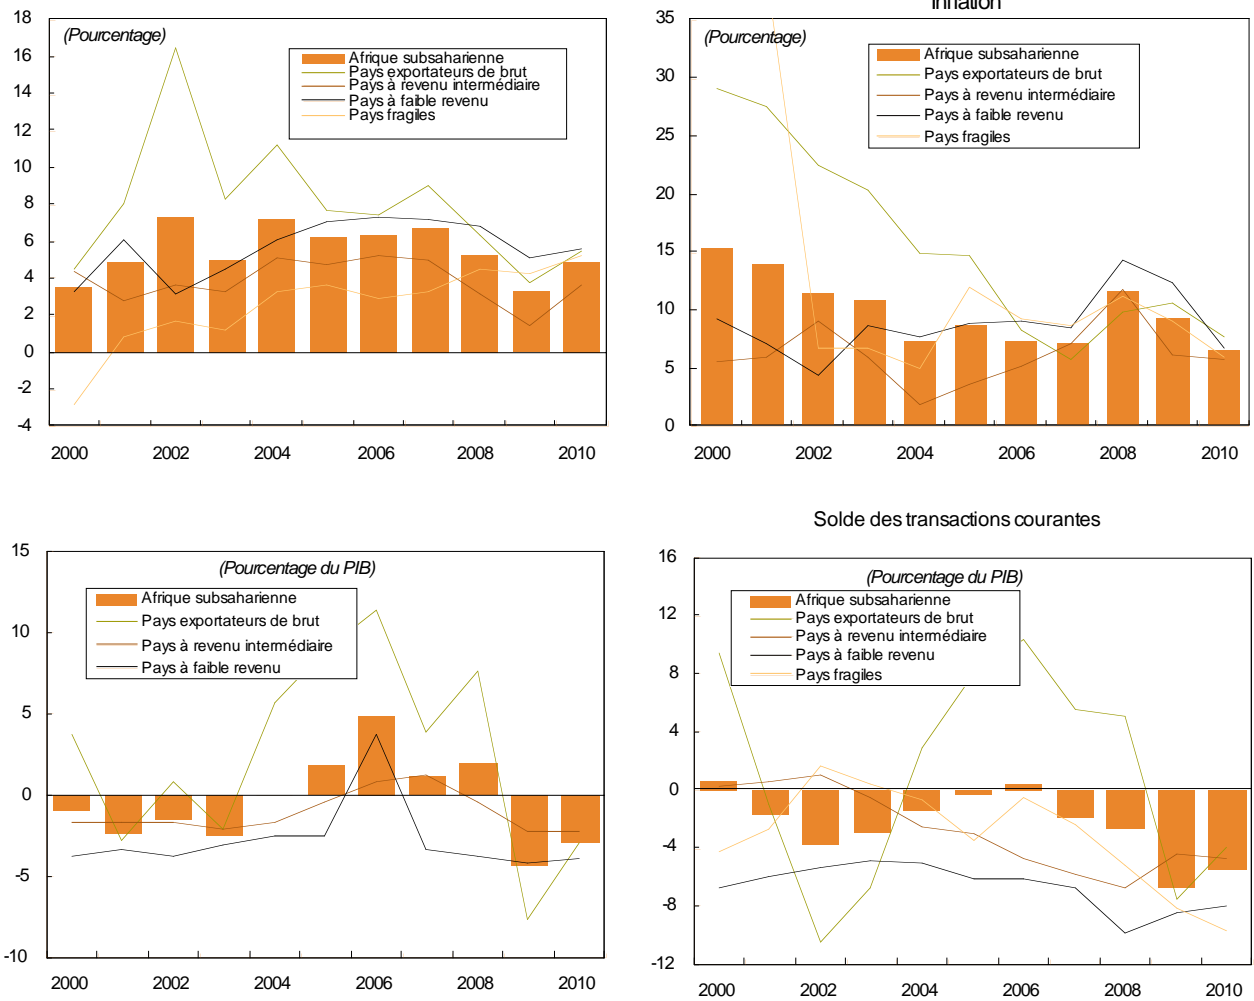 Inflation
18
16
14
12
10
8
6
4
2
0
-2
-4
(Pourcentage)
Afrique subsaharienne
Pays exportateurs de brut
Pays à revenu intermédiaire
Pays à faible revenu
Pays fragiles
2000 2002 2004 2006 2008 2010
35
30
25
20
15
10
5
0
(Pourcentage)
Afrique subsaharienne
Pays exportateurs de brut
Pays à revenu intermédiaire
Pays à faible revenu
Pays fragiles
2000 2002 2004 2006 2008 2010
15
10
5
0
-5
-10
(Pourcentage du PIB)
Afrique subsaharienne
Pays exportateurs de brut
Pays à revenu intermédiaire
Pays à faible revenu
2000 2002 2004 2006 2008 2010
Solde des transactions courantes
16
12
8
4
0
-4
-8
-12
(Pourcentage du PIB)
Afrique subsaharienne
Pays exportateurs de brut
Pays à revenu intermédiaire
Pays à faible revenu
Pays fragiles
2000 2002 2004 2006 2008 2010